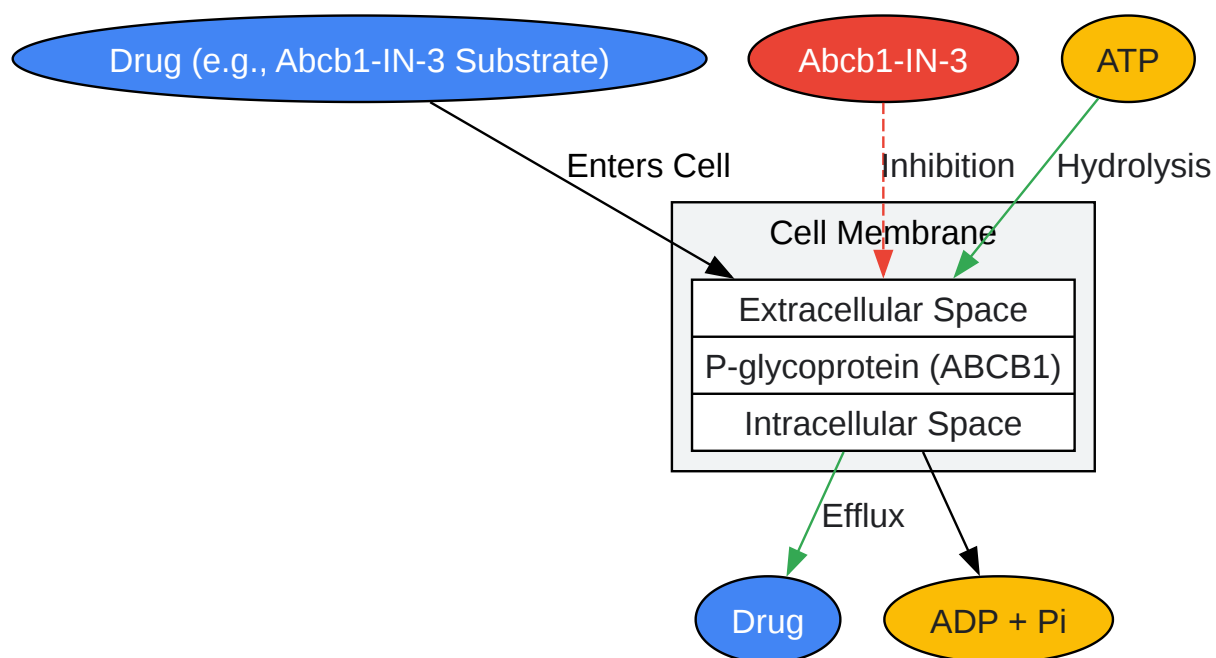 Drug (e.g., Abcb1-IN-3 Substrate)
Abcb1-IN-3
ATP
Enters Cell
Inhibition
Hydrolysis
Cell Membrane
Extracellular Space
P-glycoprotein (ABCB1)
Intracellular Space
Efflux
Drug
ADP + Pi